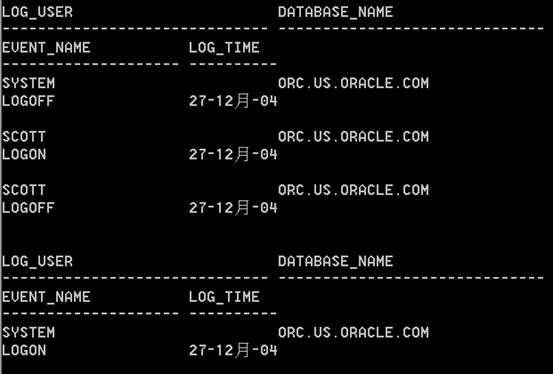 LOG_USER DATABASE_NAME
------------------------------ ------------------------------
EVENT_NAME LOG_TIME
-------------------- ----------
SYSTEM ORC.US.ORACLE.COM
LOGOFF 27-12月-04
SCOTT ORC.US.ORACLE.COM
LOGON 27-12月-04
SCOTT ORC.US.ORACLE.COM
LOGOFF 27-12月-04
LOG_USER DATABASE_NAME
------------------------------ ------------------------------
EVENT_NAME LOG_TIME
-------------------- ----------
SYSTEM ORC.US.ORACLE.COM
LOGON 27-12月-04